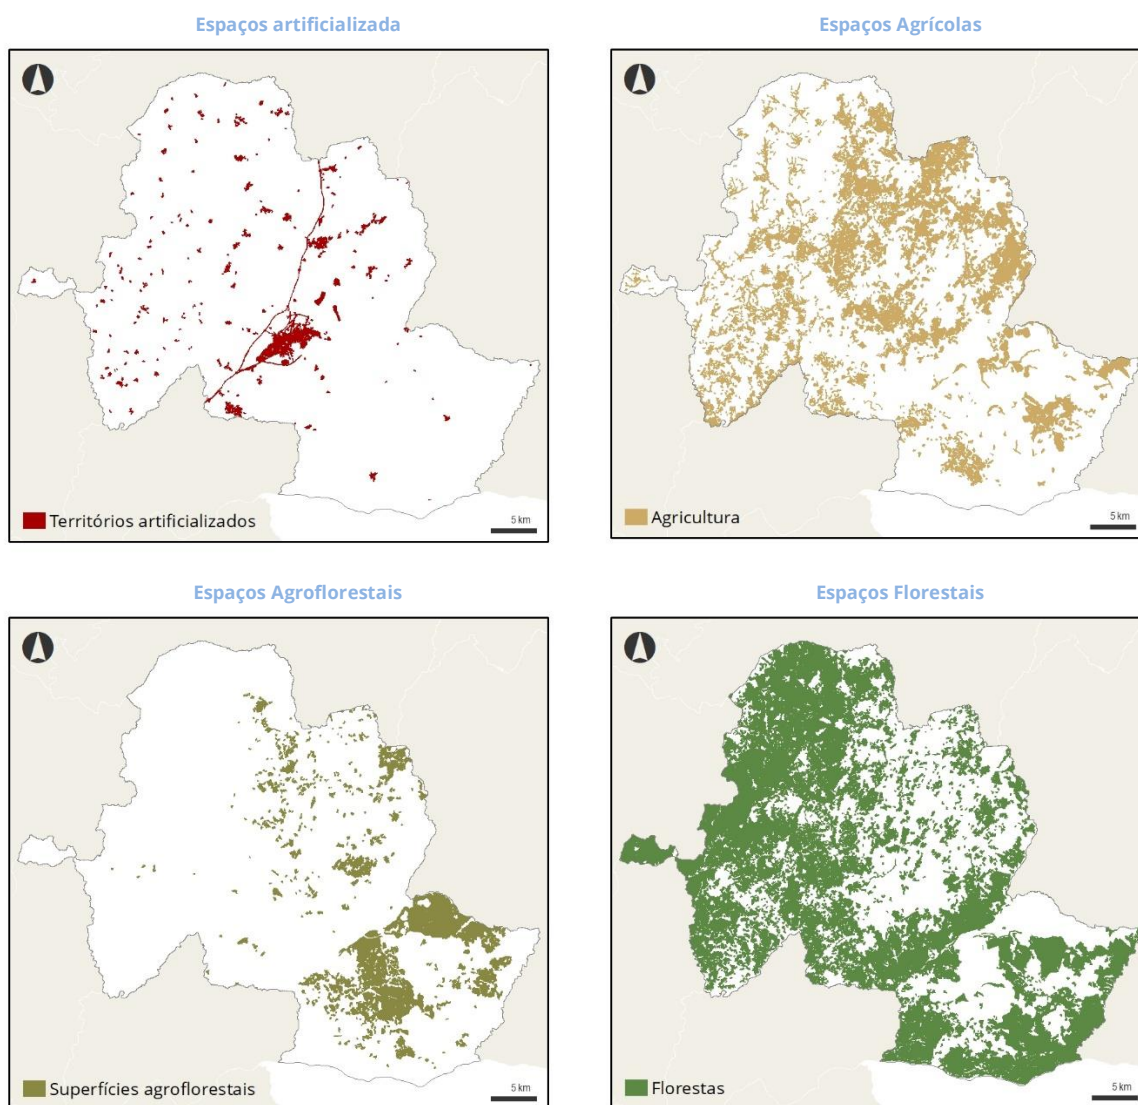 Espaços artificializada
Espaços Agrícolas
Territórios artificializados
5 km
Agricultura
5 km
Espaços Agroflorestais
Espaços Florestais
Superfícies agroflorestais
5 km
Florestas
5 km